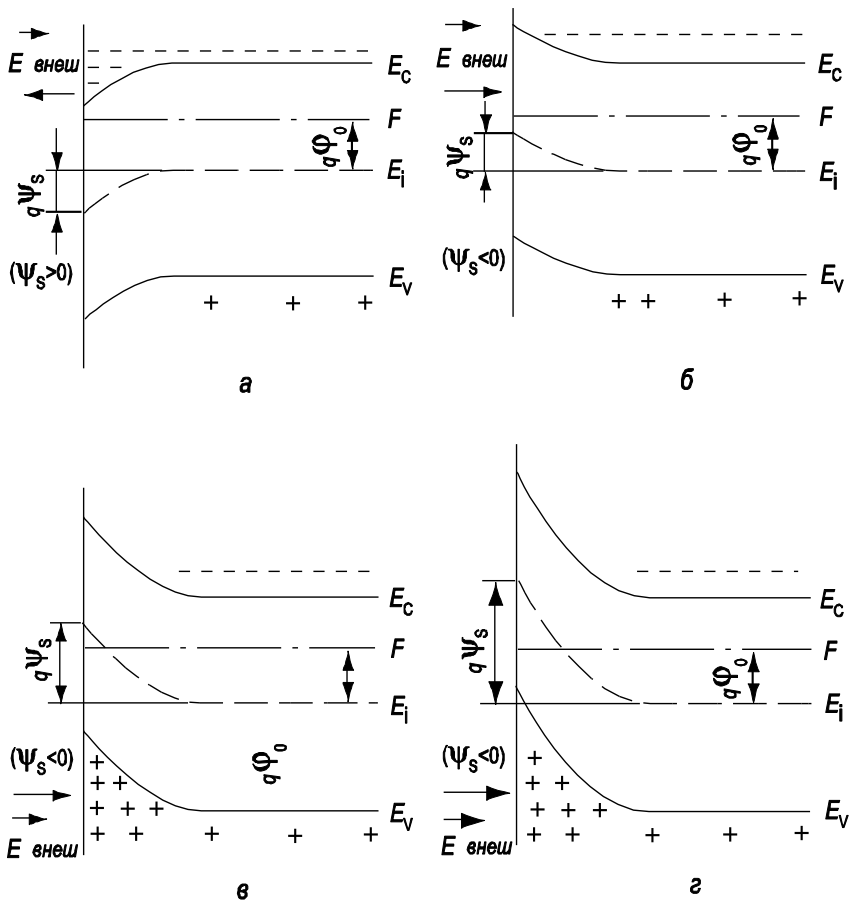 E внеш
E_C
F
qφ_0
qψ_s
E_i
(ψ_s>0)
E_V
+ + +
а
E внеш
E_C
F
qφ_0
qψ_s
E_i
(ψ_s<0)
E_V
+ + + +
б
E_C
qψ_s
F
E_i
(ψ_s<0)
qφ_0
+
+ +
+ + +
E_V
+ + + + +
E внеш
в
E_C
qψ_s
F
qφ_0
E_i
(ψ_s<0)
+
+ +
+ + +
E_V
+ + + + +
E внеш
г